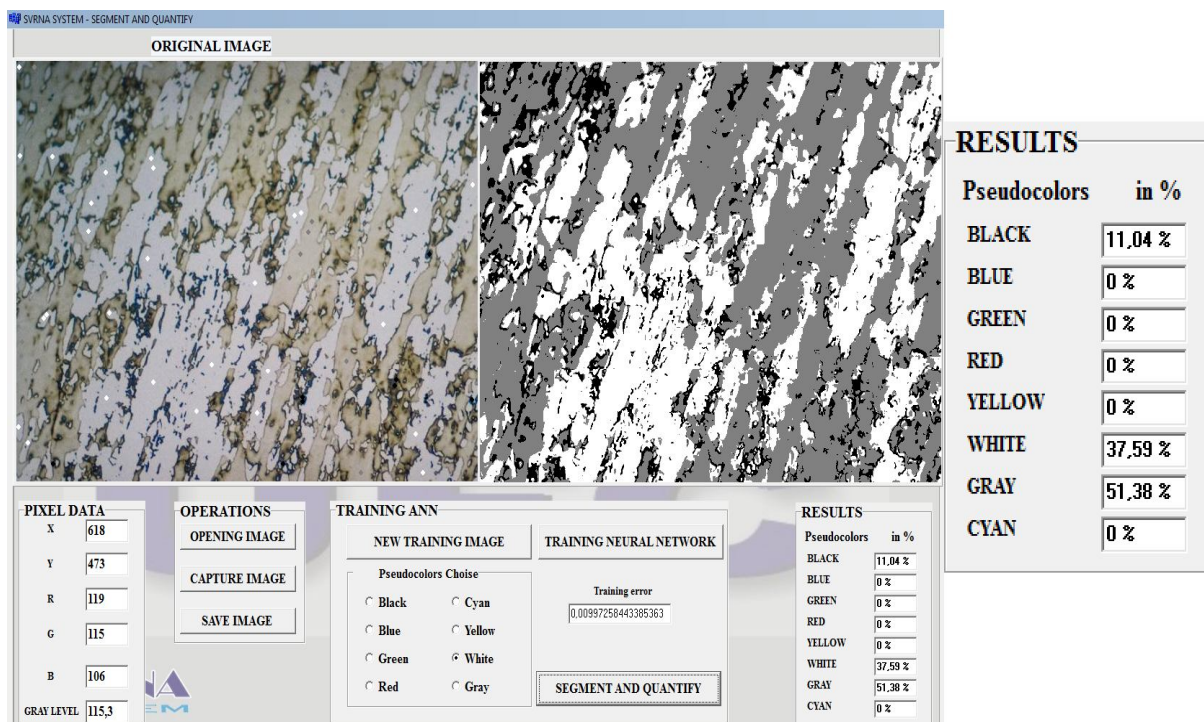 SVRNA SYSTEM - SEGMENT AND QUANTIFY
ORIGINAL IMAGE
RESULTS
Pseudocolors in %
BLACK 11,04 %
BLUE 0 %
GREEN 0 %
RED 0 %
YELLOW 0 %
WHITE 37,59 %
GRAY 51,38 %
CYAN 0 %
PIXEL DATA
X 618
Y 473
R 119
G 115
B 106
GRAY LEVEL 115,3
OPERATIONS
OPENING IMAGE
CAPTURE IMAGE
SAVE IMAGE
TRAINING ANN
NEW TRAINING IMAGE
TRAINING NEURAL NETWORK
Pseudocolors Choise
Black
Cyan
Blue
Yellow
Green
White
Red
Gray
Training error
0,00997258443385363
SEGMENT AND QUANTIFY
RESULTS
Pseudocolors in %
BLACK 11,04 %
BLUE 0 %
GREEN 0 %
RED 0 %
YELLOW 0 %
WHITE 37,59 %
GRAY 51,38 %
CYAN 0 %